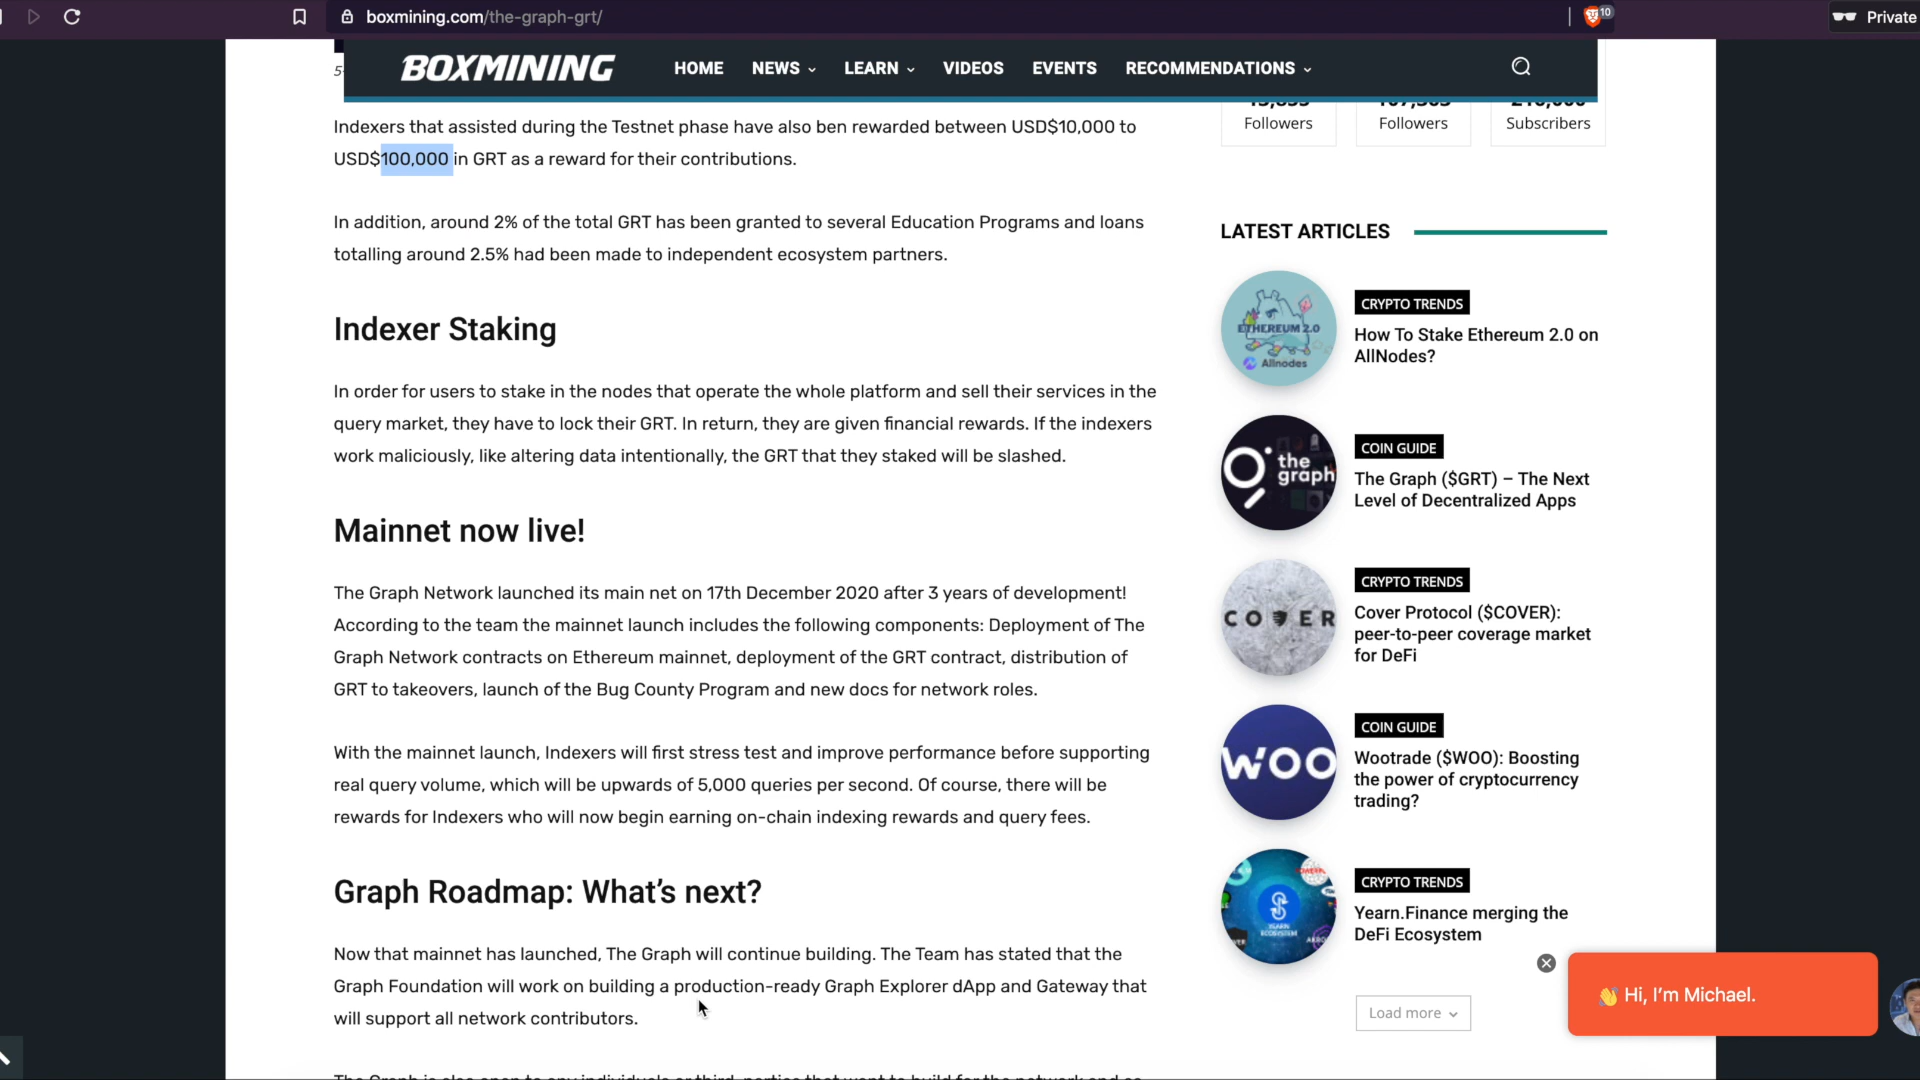 boxmining.com/the-graph-grt/
10
Private
BOXMINING
HOME
NEWS
LEARN
VIDEOS
EVENTS
RECOMMENDATIONS
Followers
Followers
Subscribers
Indexers that assisted during the Testnet phase have also ben rewarded between USD$10,000 to
USD$100,000 in GRT as a reward for their contributions.
In addition, around 2% of the total GRT has been granted to several Education Programs and loans
totalling around 2.5% had been made to independent ecosystem partners.
Indexer Staking
In order for users to stake in the nodes that operate the whole platform and sell their services in the
query market, they have to lock their GRT. In return, they are given financial rewards. If the indexers
work maliciously, like altering data intentionally, the GRT that they staked will be slashed.
Mainnet now live!
The Graph Network launched its main net on 17th December 2020 after 3 years of development!
According to the team the mainnet launch includes the following components: Deployment of The
Graph Network contracts on Ethereum mainnet, deployment of the GRT contract, distribution of
GRT to takeovers, launch of the Bug County Program and new docs for network roles.
With the mainnet launch, Indexers will first stress test and improve performance before supporting
real query volume, which will be upwards of 5,000 queries per second. Of course, there will be
rewards for Indexers who will now begin earning on-chain indexing rewards and query fees.
Graph Roadmap: What's next?
Now that mainnet has launched, The Graph will continue building. The Team has stated that the
Graph Foundation will work on building a production-ready Graph Explorer dApp and Gateway that
will support all network contributors.
LATEST ARTICLES
ETHEREUM 2.0
Allnodes
CRYPTO TRENDS
How To Stake Ethereum 2.0 on
AllNodes?
the
graph
COIN GUIDE
The Graph ($GRT) – The Next
Level of Decentralized Apps
COVER
CRYPTO TRENDS
Cover Protocol ($COVER):
peer-to-peer coverage market
for DeFi
WOO
COIN GUIDE
Wootrade ($WOO): Boosting
the power of cryptocurrency
trading?
YEARN
ECOSYSTEM
CRYPTO TRENDS
Yearn.Finance merging the
DeFi Ecosystem
Load more
👋 Hi, I'm Michael.